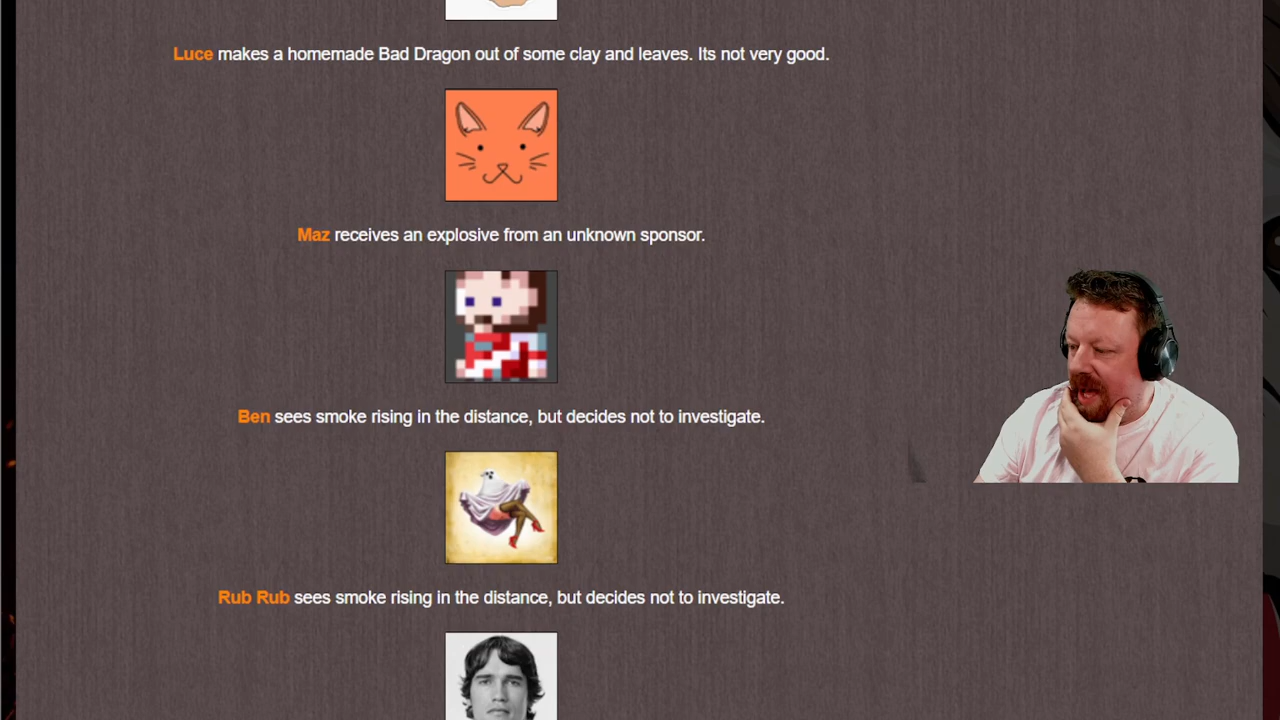 Luce makes a homemade Bad Dragon out of some clay and leaves. Its not very good.
Maz receives an explosive from an unknown sponsor.
Ben sees smoke rising in the distance, but decides not to investigate.
Rub Rub sees smoke rising in the distance, but decides not to investigate.